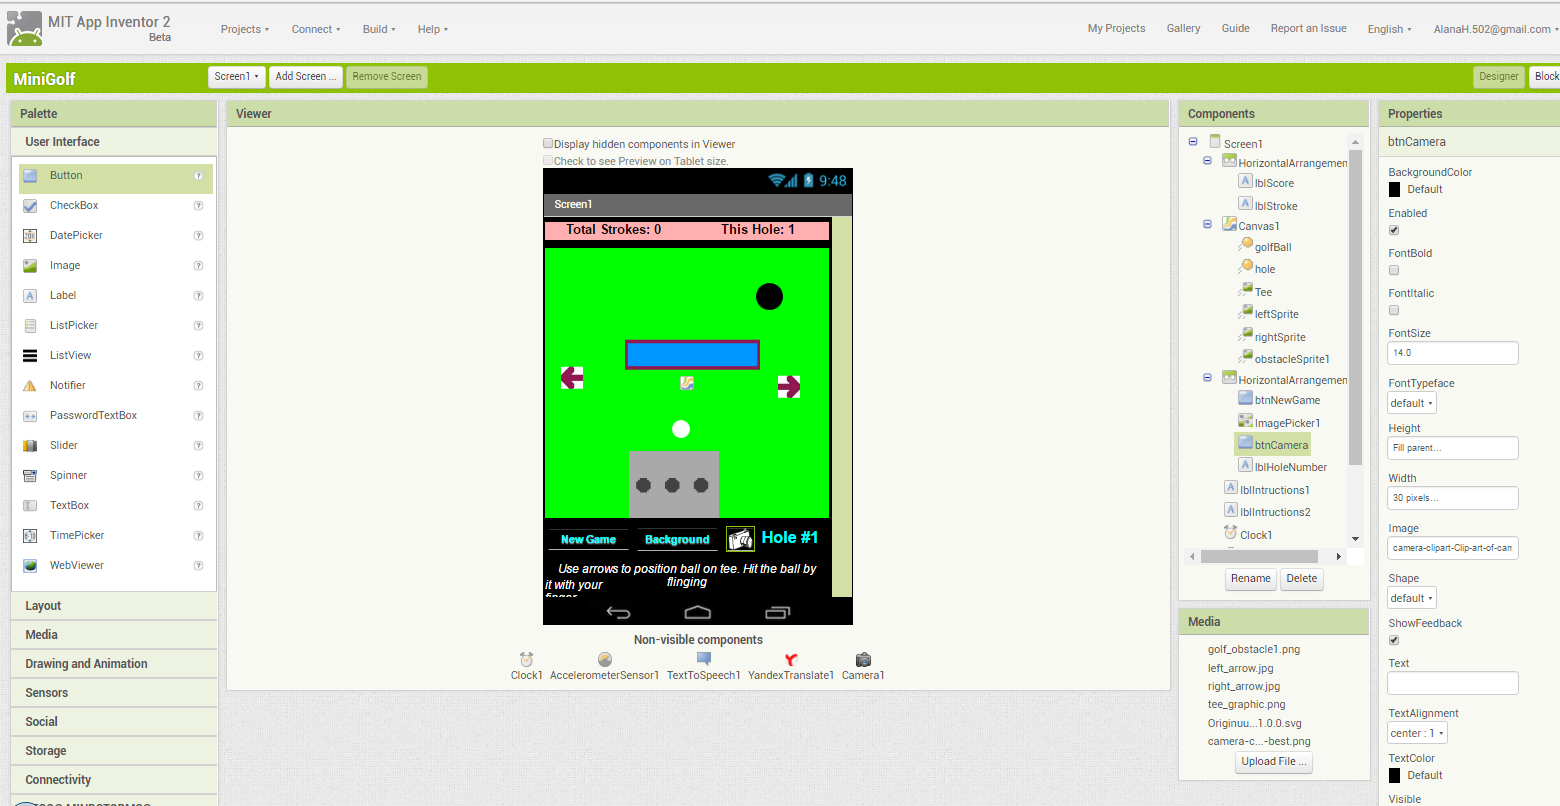 MIT App Inventor 2
Beta
Projects
Connect
Build
Help
My Projects
Gallery
Guide
Report an Issue
English
AlanaH.502@gmail.com
MiniGolf
Screen1
Add Screen ...
Remove Screen
Designer
Block
Palette
User Interface
Button
CheckBox
DatePicker
Image
Label
ListPicker
ListView
Notifier
PasswordTextBox
Slider
Spinner
TextBox
TimePicker
WebViewer
Layout
Media
Drawing and Animation
Sensors
Social
Storage
Connectivity
Viewer
Display hidden components in Viewer
Check to see Preview on Tablet size.
9:48
Screen1
Total Strokes: 0 This Hole: 1
New Game Background Hole #1
Use arrows to position ball on tee. Hit the ball by flinging
it with your
finger
Non-visible components
Clock1 AccelerometerSensor1 TextToSpeech1 YandexTranslate1 Camera1
Components
Screen1
HorizontalArrangemen
lblScore
lblStroke
Canvas1
golfBall
hole
Tee
leftSprite
rightSprite
obstacleSprite1
HorizontalArrangemen
btnNewGame
ImagePicker1
btnCamera
lblHoleNumber
lblIntructions1
lblIntructions2
Clock1
Rename Delete
Media
golf_obstacle1.png
left_arrow.jpg
right_arrow.jpg
tee_graphic.png
Originuu...1.0.0.svg
camera-c...-best.png
Upload File ...
Properties
btnCamera
BackgroundColor
Default
Enabled
FontBold
FontItalic
FontSize
14.0
FontTypeface
default
Height
Fill parent...
Width
30 pixels...
Image
camera-clipart-Clip-art-of-cam
Shape
default
ShowFeedback
Text
TextAlignment
center : 1
TextColor
Default
Visible